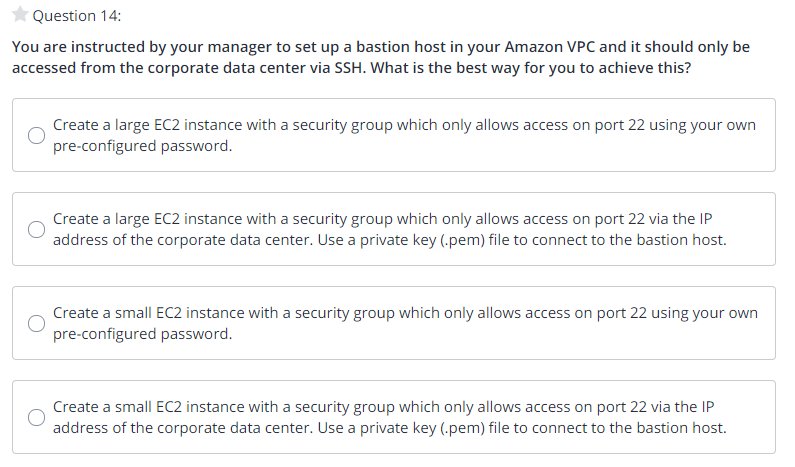 Question 14:
You are instructed by your manager to set up a bastion host in your Amazon VPC and it should only be
accessed from the corporate data center via SSH. What is the best way for you to achieve this?
Create a large EC2 instance with a security group which only allows access on port 22 using your own
pre-configured password.
Create a large EC2 instance with a security group which only allows access on port 22 via the IP
address of the corporate data center. Use a private key (.pem) file to connect to the bastion host.
Create a small EC2 instance with a security group which only allows access on port 22 using your own
pre-configured password.
Create a small EC2 instance with a security group which only allows access on port 22 via the IP
address of the corporate data center. Use a private key (.pem) file to connect to the bastion host.